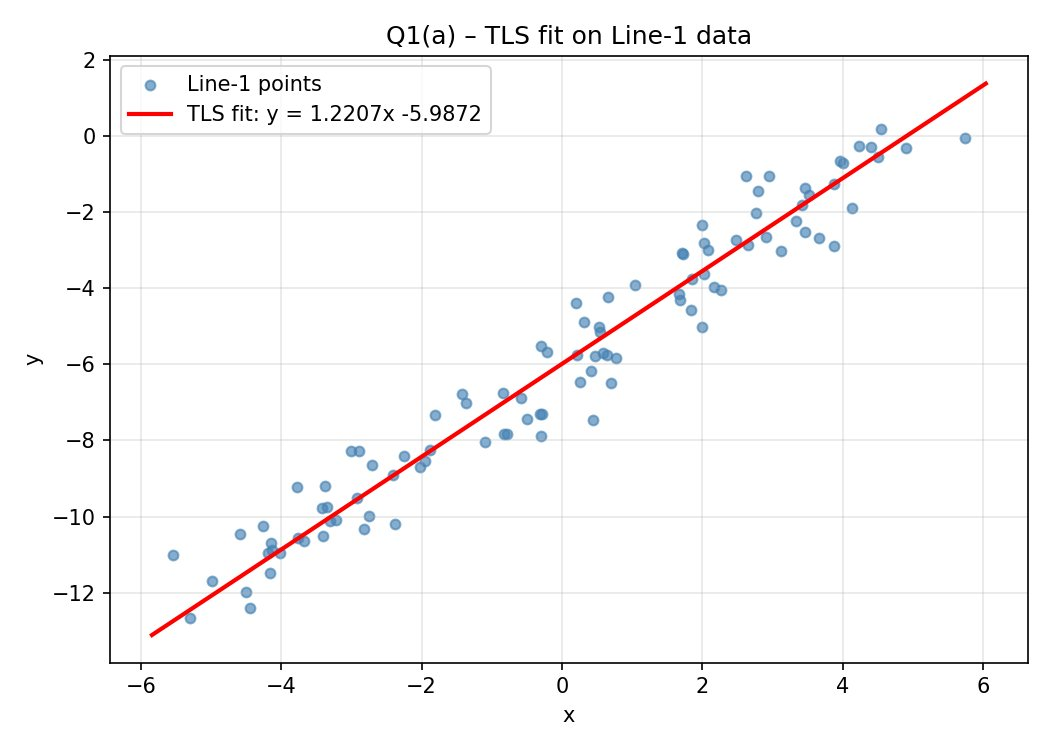 Q1(a) – TLS fit on Line-1 data
Line-1 points
TLS fit: y = 1.2207x -5.9872
y
2
0
−2
−4
−6
−8
−10
−12
−6 −4 −2 0 2 4 6
x